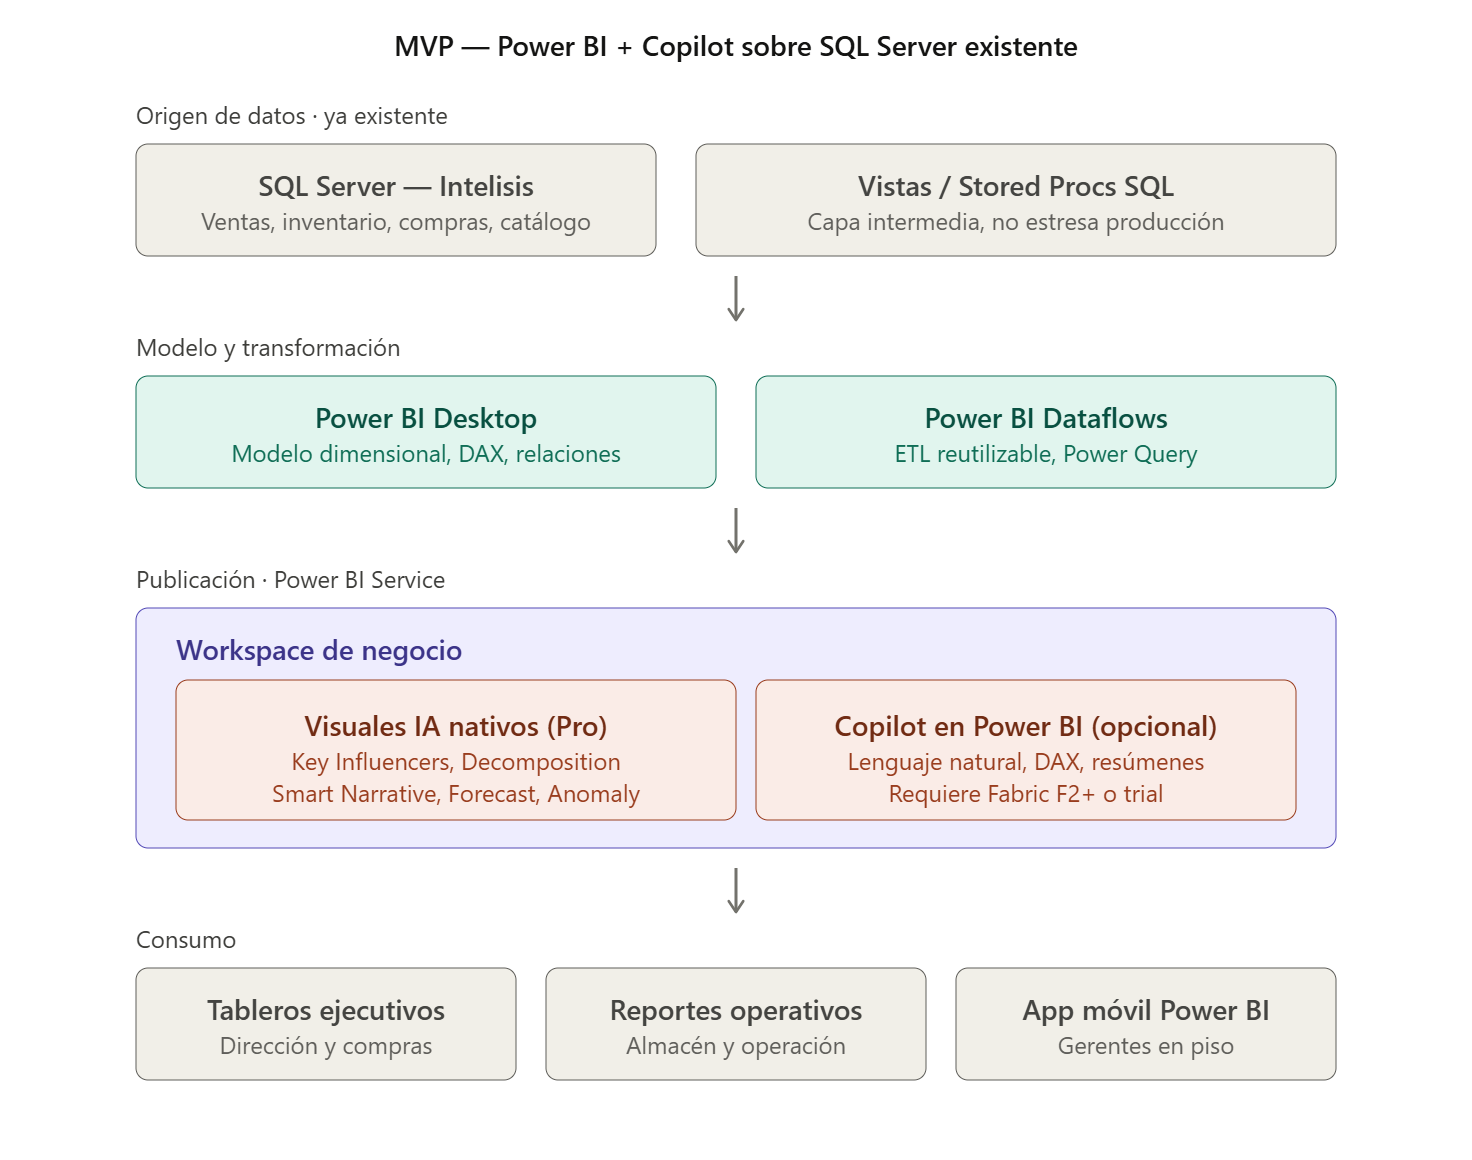 MVP — Power BI + Copilot sobre SQL Server existente
Origen de datos · ya existente
SQL Server — Intelisis
Ventas, inventario, compras, catálogo
Vistas / Stored Procs SQL
Capa intermedia, no estresa producción
Modelo y transformación
Power BI Desktop
Modelo dimensional, DAX, relaciones
Power BI Dataflows
ETL reutilizable, Power Query
Publicación · Power BI Service
Workspace de negocio
Visuales IA nativos (Pro)
Key Influencers, Decomposition
Smart Narrative, Forecast, Anomaly
Copilot en Power BI (opcional)
Lenguaje natural, DAX, resúmenes
Requiere Fabric F2+ o trial
Consumo
Tableros ejecutivos
Dirección y compras
Reportes operativos
Almacén y operación
App móvil Power BI
Gerentes en piso